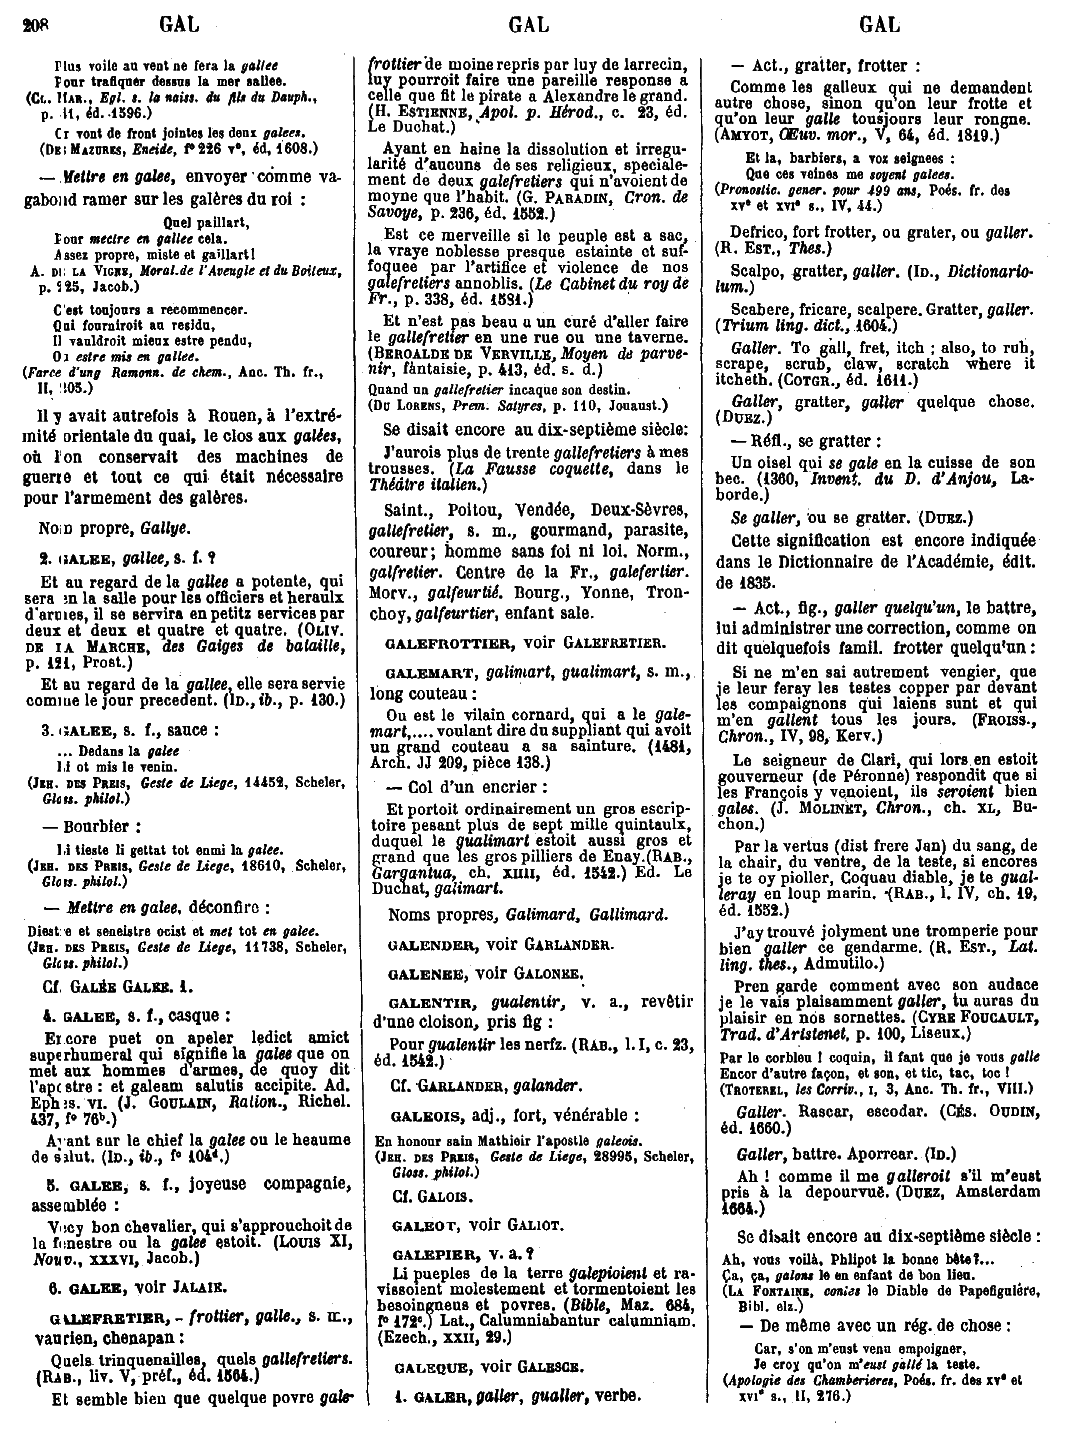 208 GAL GAL GAL
Plus voile au vent ne fera la gallee
Pour trafiquer dessus la mer sallee.
(CL. MAR., Egl. s. la naiss. du fils du Dauph.,
p. 41, éd. 1596.)
Cr vont de front jointes les deux galees.
(DES MAZURES, Eneide, f° 226 v°, éd, 1608.)
— Mettre en galee, envoyer comme va-
gabond ramer sur les galères du roi :
Quel paillart,
Pour mectre en gallee cela.
Assez propre, miste et gaillart!
A. DE LA VIGNE, Moral. de l'Aveugle et du Boiteux,
p. 225, Jacob.)
C'est toujours a recommencer.
Qui fourniroit au residu,
Il vauldroit mieux estre pendu,
Ou estre mis en gallee.
(Farce d'ung Ramonn. de chem., Anc. Th. fr.,
II, 205.)
Il y avait autrefois à Rouen, à l'extré-
mité orientale du quai, le clos aux galées,
où l'on conservait des machines de
guerre et tout ce qui était nécessaire
pour l'armement des galères.
Nom propre, Gallye.
2. GALEE, gallee, s. f. ?
Et au regard de la gallee a potente, qui
sera en la salle pour les officiers et heraulx
d'armes, il se servira en petitz services par
deux et deux et quatre et quatre. (OLIV.
DE LA MARCHE, des Gaiges de bataille,
p. 121, Prost.)
Et au regard de la gallee, elle sera servie
comme le jour precedent. (ID., ib., p. 130.)
3. GALEE, s. f., sauce :
... Dedans la galee
Li ot mis le venin.
(JEH. DES PREIS, Geste de Liege, 14452, Scheler,
Gloss. philol.)
— Bourbier :
Li tieste li gettat tot enmi la galee.
(JEH. DES PREIS, Geste de Liege, 18610, Scheler,
Gloss. philol.)
— Mettre en galee, déconfire :
Diestre et seneistre ocist et met tot en galee.
(JEH. DES PREIS, Geste de Liege, 11738, Scheler,
Gloss. philol.)
Cf. GALÉE GALEE. 1.
4. GALEE, s. f., casque :
Encore puet on apeler ledict amict
superhumeral qui signifie la galee que on
met aux hommes d'armes, de quoy dit
l'apostre : et galeam salutis accipite. Ad.
Ephes. VI. (J. GOULAIN, Ration., Richel.
437, f° 76b.)
Ayant sur le chief la galee ou le heaume
de salut. (ID., ib., f° 104d.)
5. GALEE, s. f., joyeuse compagnie,
assemblée :
Vecy bon chevalier, qui s'approuchoit de
la fenestre ou la galee estoit. (LOUIS XI,
Nouv., XXXVI, Jacob.)
6. GALEE, voir JALAIE.
GALEFRETIER, - frottier, galle., s. m.,
vaurien, chenapan :
Quels trinquenailles, quels gallefretiers.
(RAB., liv. V, préf., éd. 1564.)
Et semble bien que quelque povre gale-
frottier de moine repris par luy de larrecin,
luy pourroit faire une pareille response a
celle que fit le pirate a Alexandre le grand.
(H. ESTIENNE, Apol. p. Hérod., c. 23, éd.
Le Duchat.)
Ayant en haine la dissolution et irregu-
larité d'aucuns de ses religieux, speciale-
ment de deux galefretiers qui n'avoient de
moyne que l'habit. (G. PARADIN, Cron. de
Savoye, p. 236, éd. 1552.)
Est ce merveille si le peuple est a sac,
la vraye noblesse presque estainte et suf-
foquee par l'artifice et violence de nos
galefretiers annoblis. (Le Cabinet du roy de
Fr., p. 338, éd. 1581.)
Et n'est pas beau a un curé d'aller faire
le gallefretier en une rue ou une taverne.
(BEROALDE DE VERVILLE, Moyen de parve-
nir, fantaisie, p. 413, éd. s. d.)
Quand un gallefretier incaque son destin.
(DU LORENS, Prem. Satyres, p. 110, Jouaust.)
Se disait encore au dix-septième siècle:
J'aurois plus de trente gallefretiers à mes
trousses. (La Fausse coquette, dans le
Théâtre italien.)
Saint., Poitou, Vendée, Deux-Sèvres,
gallefretier, s. m., gourmand, parasite,
coureur; homme sans foi ni loi. Norm.,
galfretier. Centre de la Fr., galefertier.
Morv., galfeurtié. Bourg., Yonne, Tron-
choy, galfeurtier, enfant sale.
GALEFROTTIER, voir GALEFRETIER.
GALEMART, galimart, gualimart, s. m.,
long couteau :
Ou est le vilain cornard, qui a le gale-
mart,.... voulant dire du suppliant qui avoit
un grand couteau a sa sainture. (1481,
Arch. JJ 209, pièce 138.)
— Col d'un encrier :
Et portoit ordinairement un gros escrip-
toire pesant plus de sept mille quintaulx,
duquel le gualimart estoit aussi gros et
grand que les gros pilliers de Enay. (RAB.,
Gargantua, ch. XIIII, éd. 1542.) Ed. Le
Duchat, galimart.
Noms propres, Galimard, Gallimard.
GALENDER, voir GARLANDER.
GALENEE, voir GALONEE.
GALENTIR, gualentir, v. a., revêtir
d'une cloison, pris fig :
Pour gualentir les nerfz. (RAB., l. I, c. 23,
éd. 1542.)
Cf. GARLANDER, galander.
GALEOIS, adj., fort, vénérable :
En honour sain Mathieir l'apostle galeois.
(JEH. DES PREIS, Geste de Liege, 28995, Scheler,
Gloss. philol.)
Cf. GALOIS.
GALEOT, voir GALIOT.
GALEPIER, v. a. ?
Li pueples de la terre galepioient et ra-
vissoient molestement et tormentoient les
besoingneus et povres. (Bible, Maz. 684,
f° 172c.) Lat., Calumniabantur calumniam.
(Ezech., XXII, 29.)
GALEQUE, voir GALESCE.
1. GALER, galler, gualler, verbe.
— Act., gratter, frotter :
Comme les galleux qui ne demandent
autre chose, sinon qu'on leur frotte et
qu'on leur galle tousjours leur rongne.
(AMYOT, Œuv. mor., V, 64, éd. 1819.)
Et la, barbiers, a vox seignees :
Que ces veines me soyent galees.
(Pronostic. gener. pour 499 ans, Poés. fr. des
XVe et XVIe s., IV, 44.)
Defrico, fort frotter, ou grater, ou galler.
(R. EST., Thes.)
Scalpo, gratter, galler. (ID., Dictionario-
lum.)
Scabere, fricare, scalpere. Gratter, galler.
(Trium ling. dict., 1604.)
Galler. To gall, fret, itch ; also, to rub,
scrape, scrub, claw, scratch where it
itcheth. (COTGR., éd. 1611.)
Galler, gratter, galler quelque chose.
(DUEZ.)
— Réfl., se gratter :
Un oisel qui se gale en la cuisse de son
bec. (1360, Invent. du D. d'Anjou, La-
borde.)
Se galler, ou se gratter. (DUEZ.)
Cette signification est encore indiquée
dans le Dictionnaire de l'Académie, édit.
de 1835.
— Act., fig., galler quelqu'un, le battre,
lui administrer une correction, comme on
dit quelquefois famil. frotter quelqu'un :
Si ne m'en sai autrement vengier, que
je leur feray les testes copper par devant
les compaignons qui laiens sunt et qui
m'en gallent tous les jours. (FROISS.,
Chron., IV, 98, Kerv.)
Le seigneur de Clari, qui lors en estoit
gouverneur (de Péronne) respondit que si
les François y venoient, ils seroient bien
gales. (J. MOLINET, Chron., ch. XL, Bu-
chon.)
Par la vertus (dist frere Jan) du sang, de
la chair, du ventre, de la teste, si encores
je te oy pioller, Coquau diable, je te gual-
leray en loup marin. (RAB., l. IV, ch. 19,
éd. 1552.)
J'ay trouvé jolyment une tromperie pour
bien galler ce gendarme. (R. EST., Lat.
ling. thes., Admutilo.)
Pren garde comment avec son audace
je le vais plaisamment galler, tu auras du
plaisir en nos sornettes. (CYRE FOUCAULT,
Trad. d'Aristenet, p. 100, Liseux.)
Par le corbleu ! coquin, il faut que je vous galle
Encor d'autre façon, et son, et tic, tac, toc !
(TROTEREL, les Corriv., I, 3, Anc. Th. fr., VIII.)
Galler. Rascar, escodar. (CÉS. OUDIN,
éd. 1660.)
Galler, battre. Aporrear. (ID.)
Ah ! comme il me galleroit s'il m'eust
pris à la depourvuë. (DUEZ, Amsterdam
1664.)
Se disait encore au dix-septième siècle :
Ah, vous voilà, Phlipot la bonne bête!...
Ça, ça, galons le en enfant de bon lieu.
(LA FONTAINE, contes le Diable de Papefiguière,
Bibl. elz.)
— De même avec un rég. de chose :
Car, s'on m'eust venu empoigner,
Je croy qu'on m'eust gallé la teste.
(Apologie des Chamberieres, Poés. fr. des XVe et
XVIe s., II, 276.)